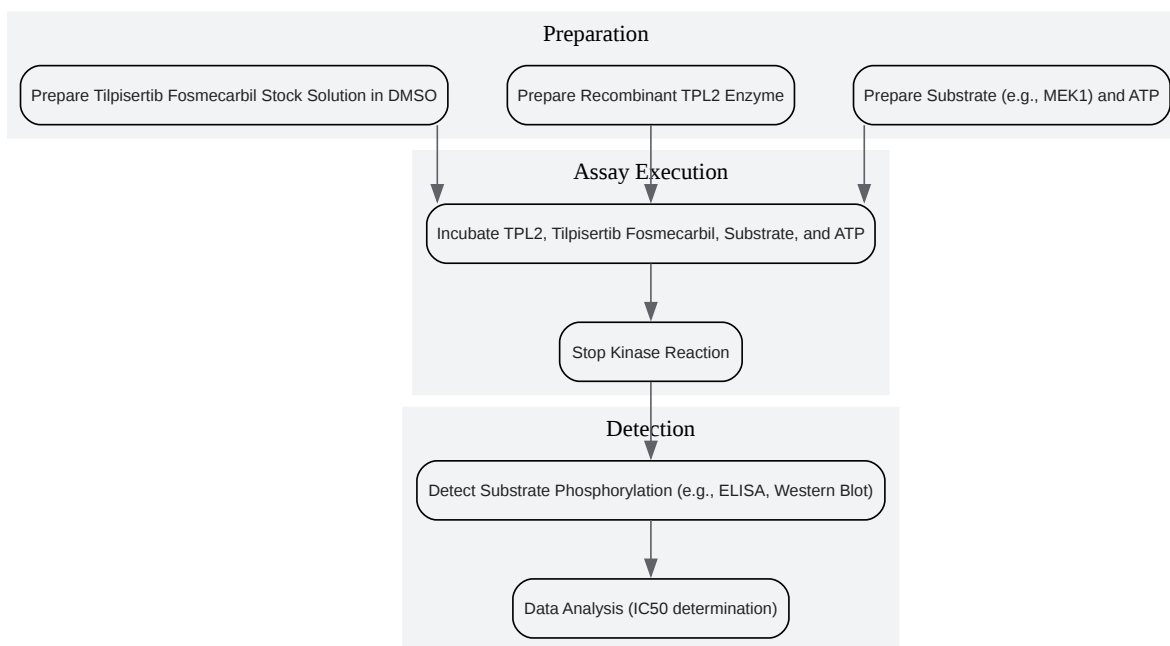 Preparation
Prepare Tilpisertib Fosmecarbil Stock Solution in DMSO
Prepare Recombinant TPL2 Enzyme
Prepare Substrate (e.g., MEK1) and ATP
Assay Execution
Incubate TPL2, Tilpisertib Fosmecarbil, Substrate, and ATP
Stop Kinase Reaction
Detection
Detect Substrate Phosphorylation (e.g., ELISA, Western Blot)
Data Analysis (IC50 determination)